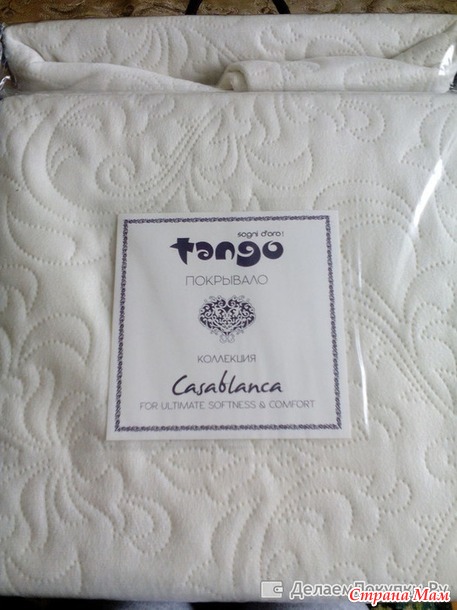 sogni d'oro!
tango
ПОКРЫВАЛО
КОЛЛЕКЦИЯ
Casablanca
FOR ULTIMATE SOFTNESS & COMFORT
ДелаемПокупки.Ру
Страна Мам